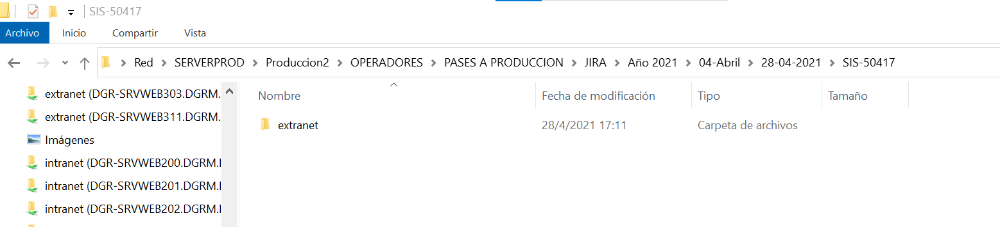 SIS-50417
Archivo Inicio Compartir Vista
Red SERVERPROD Produccion2 OPERADORES PASES A PRODUCCION JIRA Año 2021 04-Abril 28-04-2021 SIS-50417
extranet (DGR-SRVWEB303.DGRM.
extranet (DGR-SRVWEB311.DGRM.
Imágenes
intranet (DGR-SRVWEB200.DGRM.I
intranet (DGR-SRVWEB201.DGRM.I
intranet (DGR-SRVWEB202.DGRM.I
Nombre Fecha de modificación Tipo Tamaño
extranet 28/4/2021 17:11 Carpeta de archivos